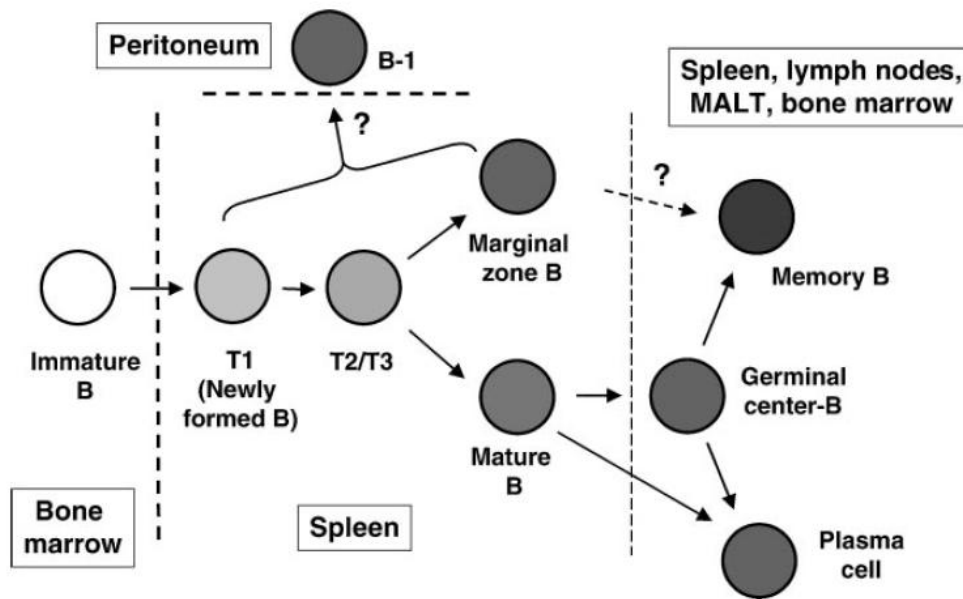 Peritoneum
B-1
?
Spleen, lymph nodes,
MALT, bone marrow
?
Marginal
zone B
Memory B
Immature
B
T1
(Newly
formed B)
T2/T3
Mature
B
Germinal
center-B
Bone
marrow
Spleen
Plasma
cell